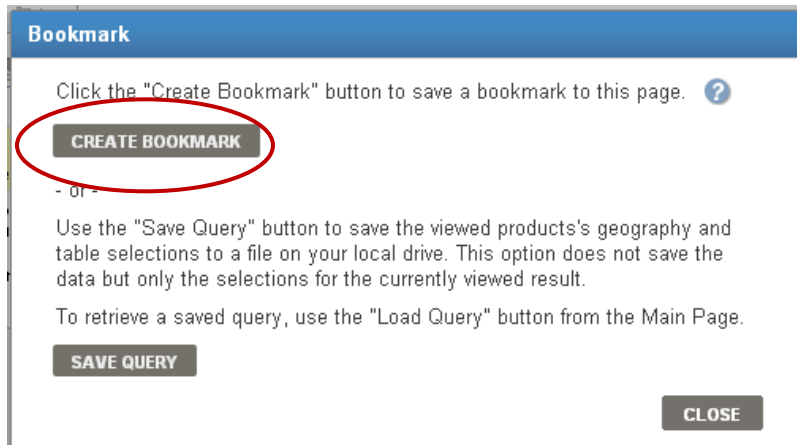 Bookmark
Click the "Create Bookmark" button to save a bookmark to this page. ?
CREATE BOOKMARK
- or -
Use the "Save Query" button to save the viewed products's geography and
table selections to a file on your local drive. This option does not save the
data but only the selections for the currently viewed result.
To retrieve a saved query, use the "Load Query" button from the Main Page.
SAVE QUERY
CLOSE